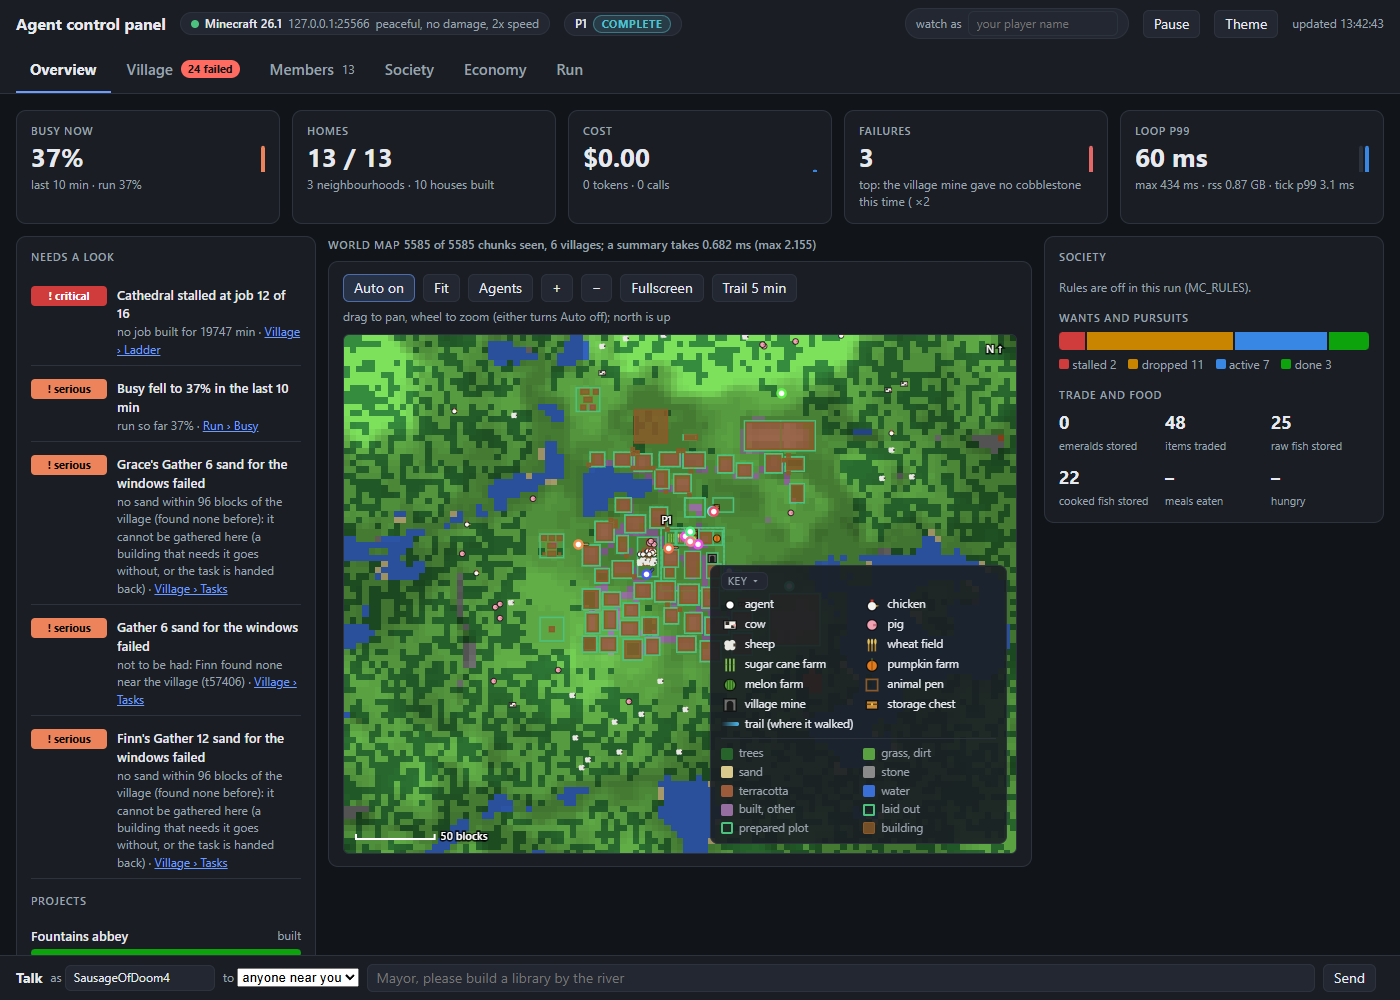 Agent control panel
Minecraft 26.1 127.0.0.1:25566 peaceful, no damage, 2x speed
P1 COMPLETE
watch as your player name
Pause
Theme
updated 13:42:43
Overview
Village 24 failed
Members 13
Society
Economy
Run
BUSY NOW
37%
last 10 min · run 37%
HOMES
13 / 13
3 neighbourhoods · 10 houses built
COST
$0.00
0 tokens · 0 calls
FAILURES
3
top: the village mine gave no cobblestone
this time ( ×2
LOOP P99
60 ms
max 434 ms · rss 0.87 GB · tick p99 3.1 ms
NEEDS A LOOK
! critical
Cathedral stalled at job 12 of
16
no job built for 19747 min · Village
› Ladder
! serious
Busy fell to 37% in the last 10
min
run so far 37% · Run › Busy
! serious
Grace's Gather 6 sand for the
windows failed
no sand within 96 blocks of the
village (found none before): it
cannot be gathered here (a
building that needs it goes
without, or the task is handed
back) · Village › Tasks
! serious
Gather 6 sand for the windows
failed
not to be had: Finn found none
near the village (t57406) · Village ›
Tasks
! serious
Finn's Gather 12 sand for the
windows failed
no sand within 96 blocks of the
village (found none before): it
cannot be gathered here (a
building that needs it goes
without, or the task is handed
back) · Village › Tasks
PROJECTS
Fountains abbey built
WORLD MAP 5585 of 5585 chunks seen, 6 villages; a summary takes 0.682 ms (max 2.155)
Auto on
Fit
Agents
+
−
Fullscreen
Trail 5 min
drag to pan, wheel to zoom (either turns Auto off); north is up
N↑
P1
50 blocks
KEY
agent
chicken
cow
pig
sheep
wheat field
sugar cane farm
pumpkin farm
melon farm
animal pen
village mine
storage chest
trail (where it walked)
trees
grass, dirt
sand
stone
terracotta
water
built, other
laid out
prepared plot
building
SOCIETY
Rules are off in this run (MC_RULES).
WANTS AND PURSUITS
stalled 2 dropped 11 active 7 done 3
TRADE AND FOOD
0
emeralds stored
48
items traded
25
raw fish stored
22
cooked fish stored
–
meals eaten
–
hungry
Talk as SausageOfDoom4 to anyone near you Mayor, please build a library by the river Send